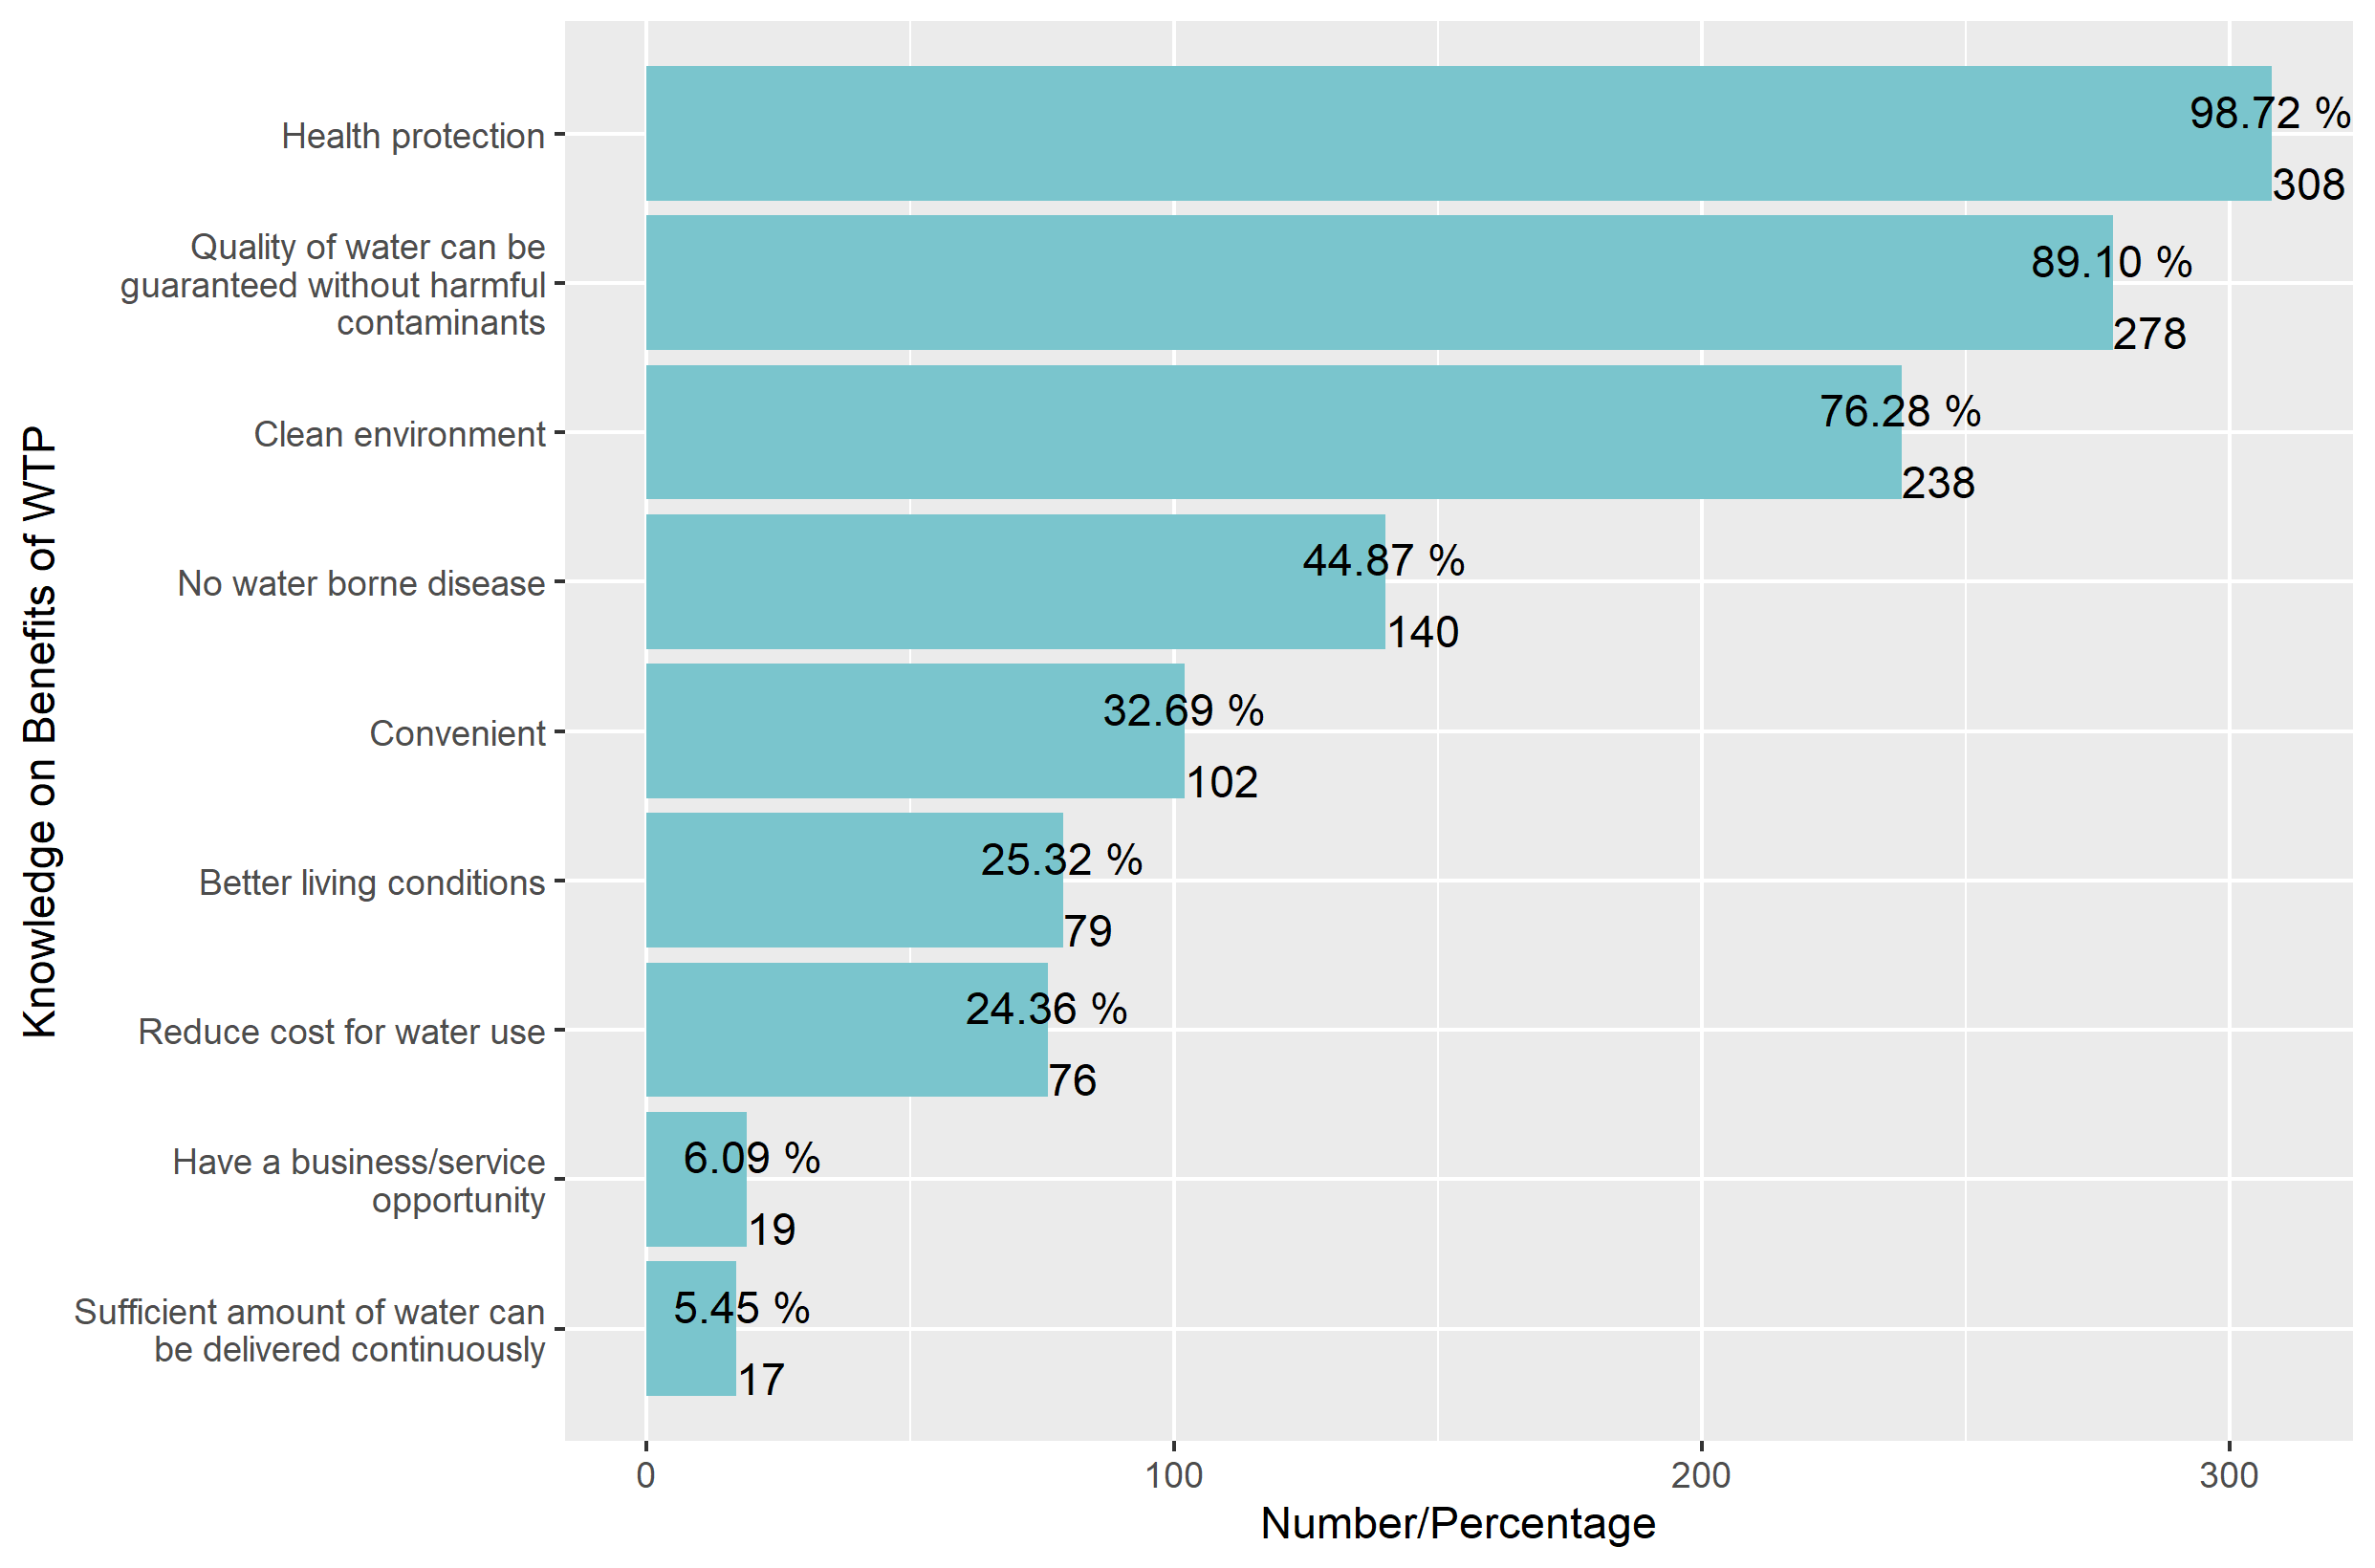 Knowledge on Benefits of WTP
Health protection
98.72 %
308
Quality of water can be
guaranteed without harmful
contaminants
89.10 %
278
Clean environment
76.28 %
238
No water borne disease
44.87 %
140
Convenient
32.69 %
102
Better living conditions
25.32 %
79
Reduce cost for water use
24.36 %
76
Have a business/service
opportunity
6.09 %
19
Sufficient amount of water can
be delivered continuously
5.45 %
17
0
100
200
300
Number/Percentage